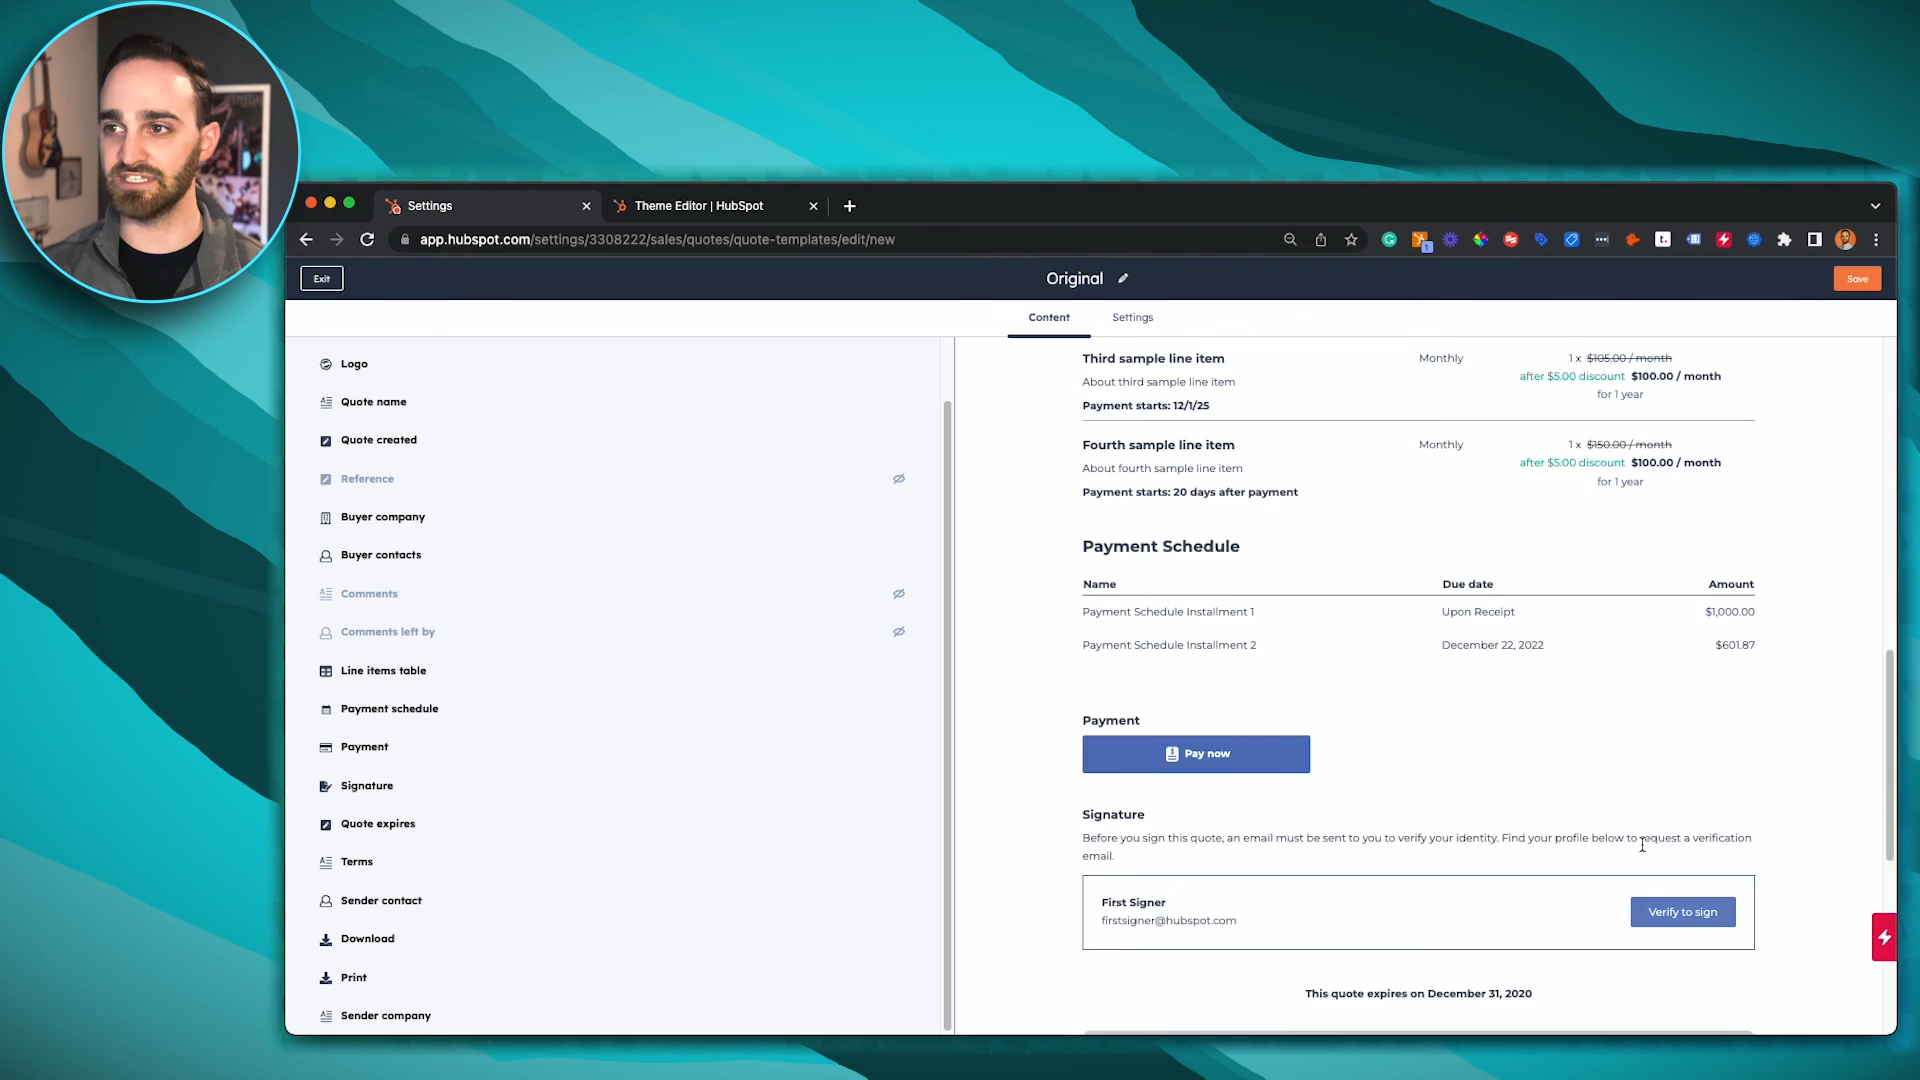 Settings
Theme Editor | HubSpot
app.hubspot.com/settings/3308222/sales/quotes/quote-templates/edit/new
1
t.
Exit
Original
Save
Content
Settings
Logo
Quote name
Quote created
Reference
Buyer company
Buyer contacts
Comments
Comments left by
Line items table
Payment schedule
Payment
Signature
Quote expires
Terms
Sender contact
Download
Print
Sender company
Third sample line item
Monthly
1 x $105.00 / month
About third sample line item
after $5.00 discount $100.00 / month
for 1 year
Payment starts: 12/1/25
Fourth sample line item
Monthly
1 x $150.00 / month
About fourth sample line item
after $5.00 discount $100.00 / month
for 1 year
Payment starts: 20 days after payment
Payment Schedule
Name Due date Amount
Payment Schedule Installment 1 Upon Receipt $1,000.00
Payment Schedule Installment 2 December 22, 2022 $601.87
Payment
Pay now
Signature
Before you sign this quote, an email must be sent to you to verify your identity. Find your profile below to request a verification
email.
First Signer
firstsigner@hubspot.com
Verify to sign
This quote expires on December 31, 2020